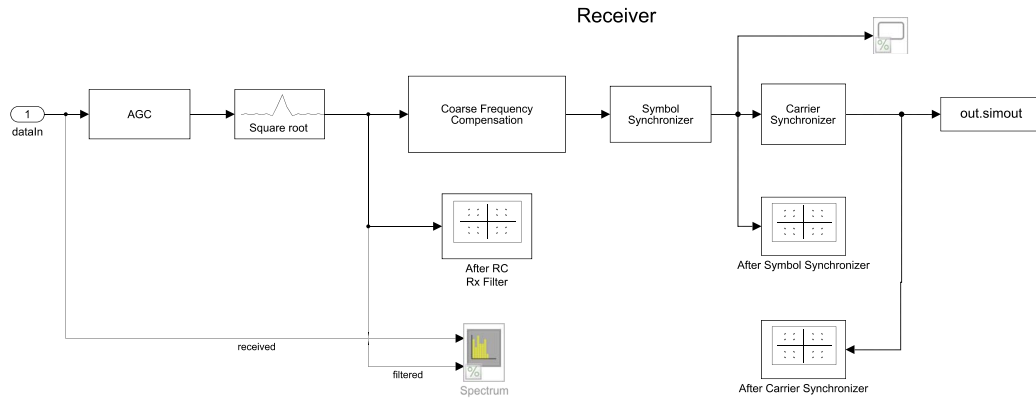 Receiver
1
dataIn
AGC
Square root
Coarse Frequency
Compensation
Symbol
Synchronizer
%
Carrier
Synchronizer
out.simout
After RC
Rx Filter
After Symbol Synchronizer
received
filtered
%
Spectrum
After Carrier Synchronizer